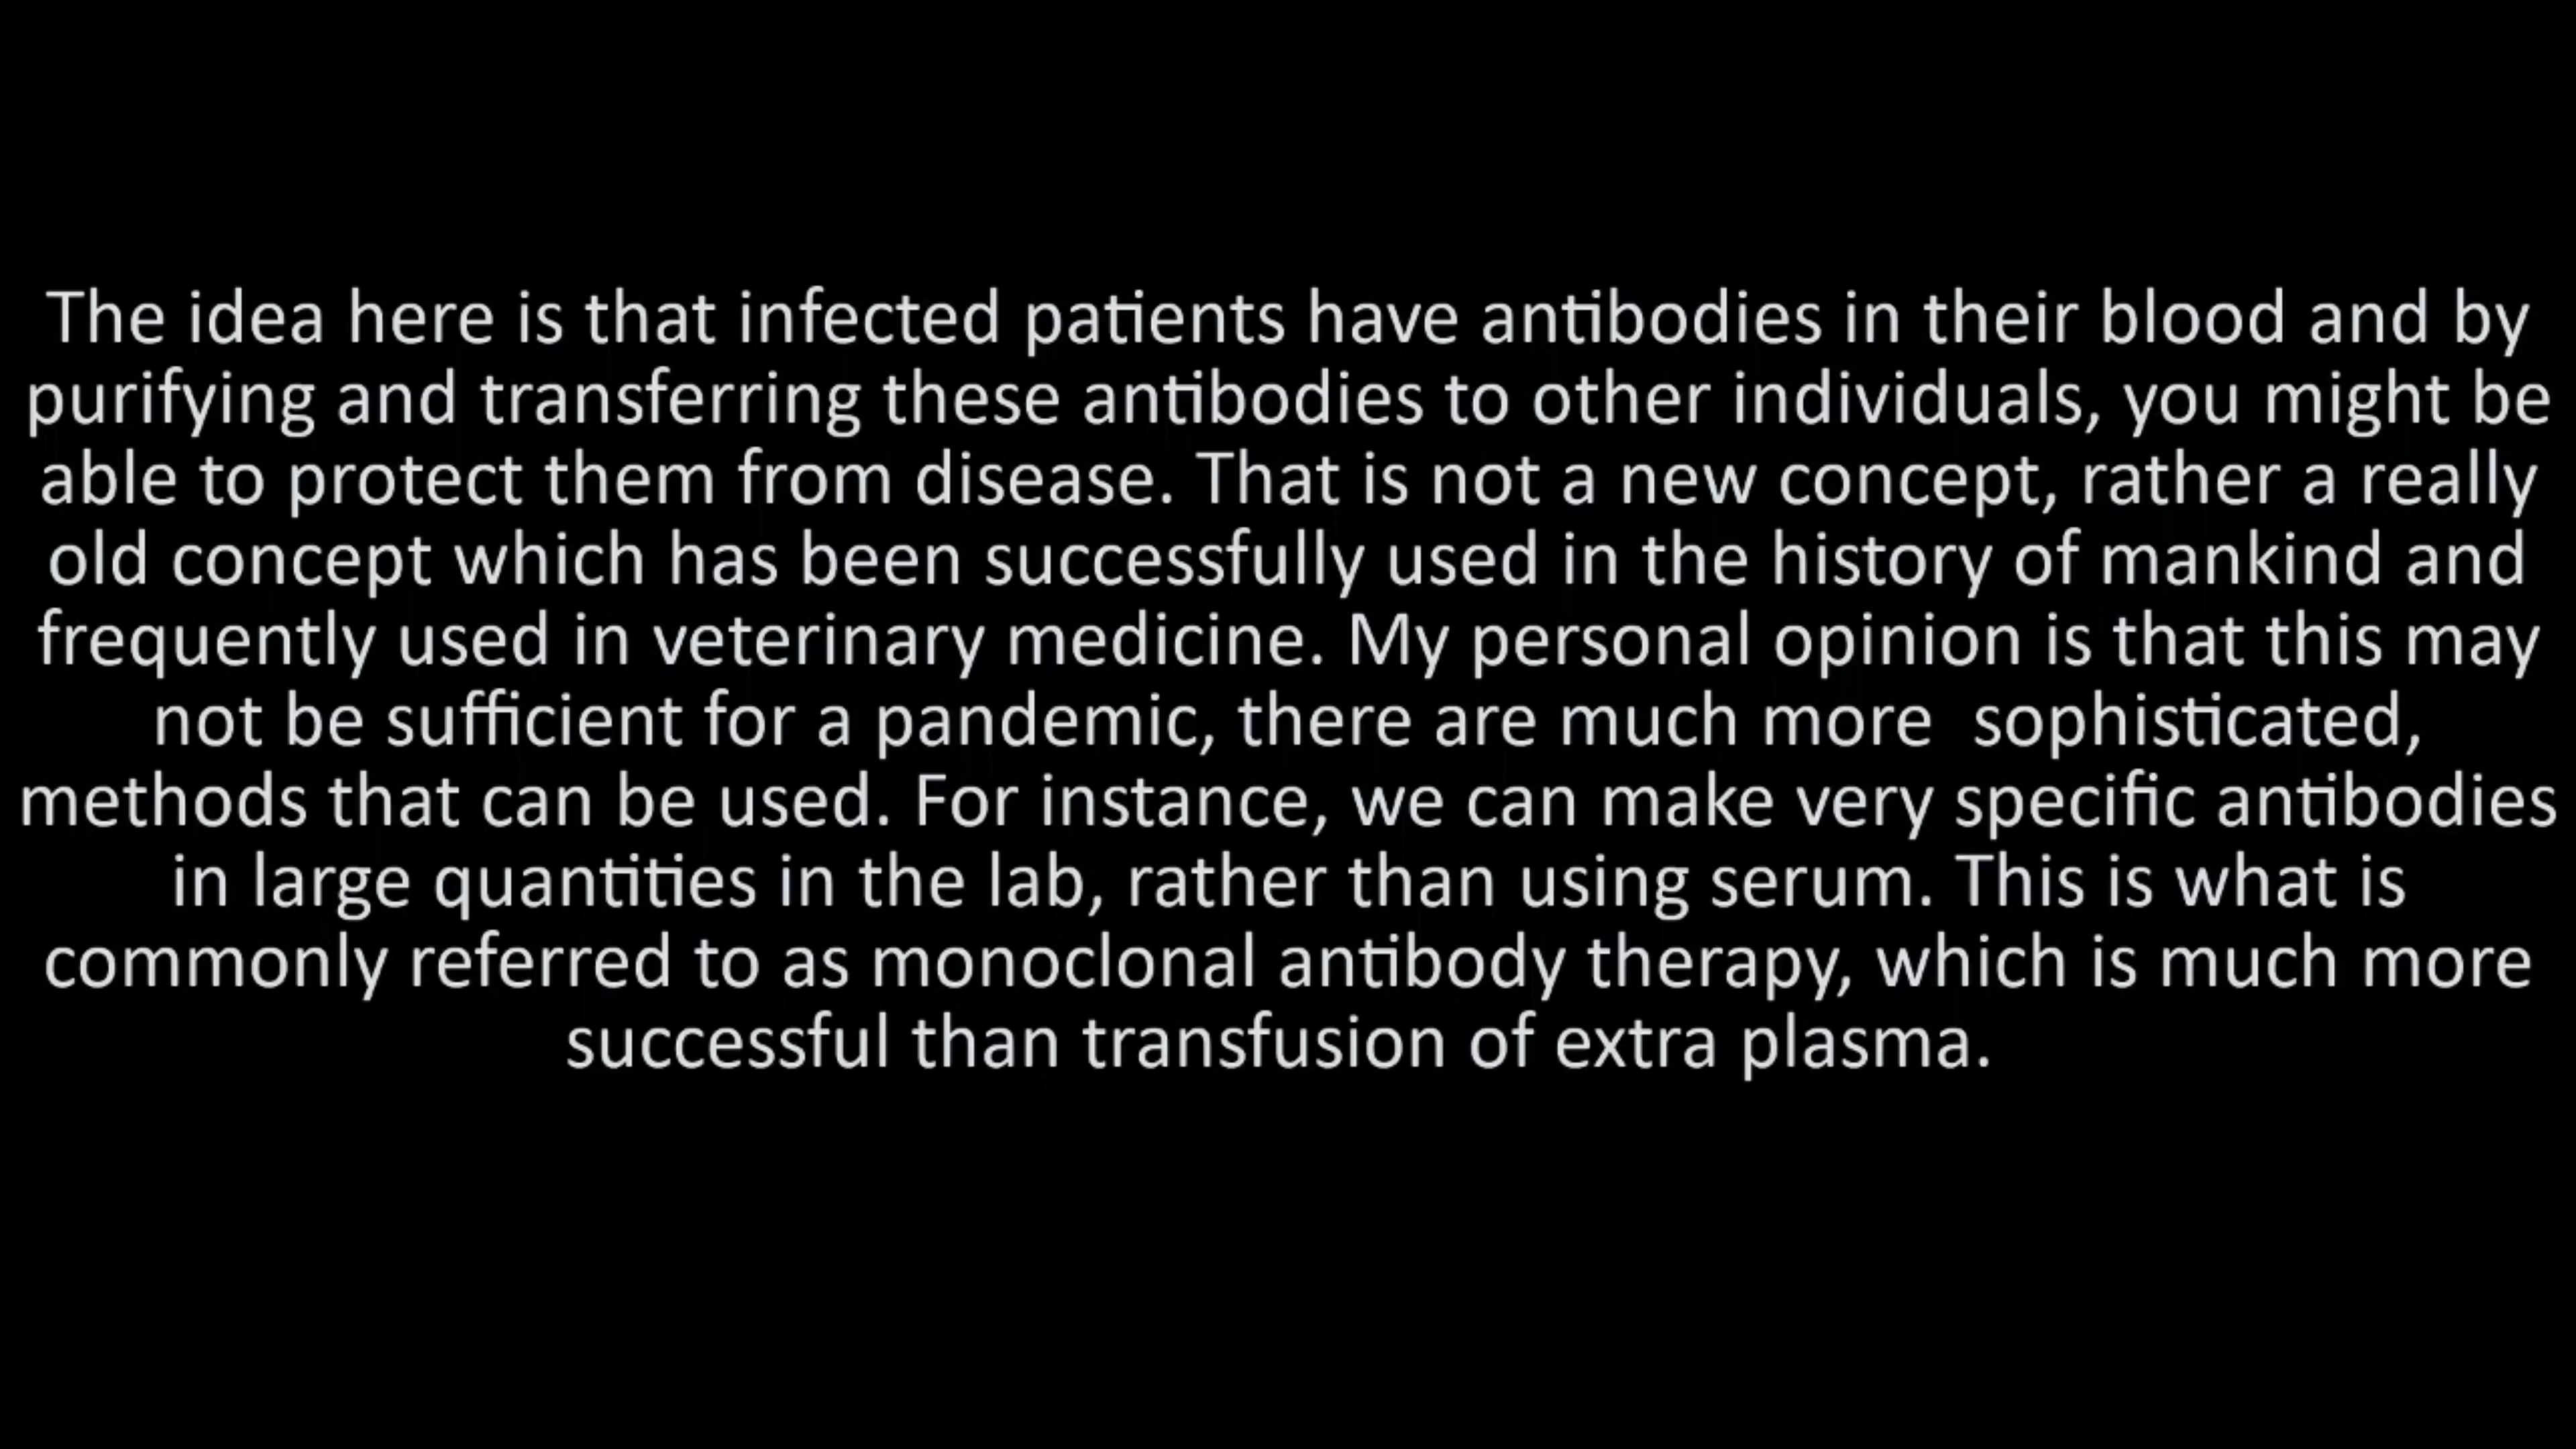 The idea here is that infected patients have antibodies in their blood and by
purifying and transferring these antibodies to other individuals, you might be
able to protect them from disease. That is not a new concept, rather a really
old concept which has been successfully used in the history of mankind and
frequently used in veterinary medicine. My personal opinion is that this may
not be sufficient for a pandemic, there are much more  sophisticated,
methods that can be used. For instance, we can make very specific antibodies
in large quantities in the lab, rather than using serum. This is what is
commonly referred to as monoclonal antibody therapy, which is much more
successful than transfusion of extra plasma.